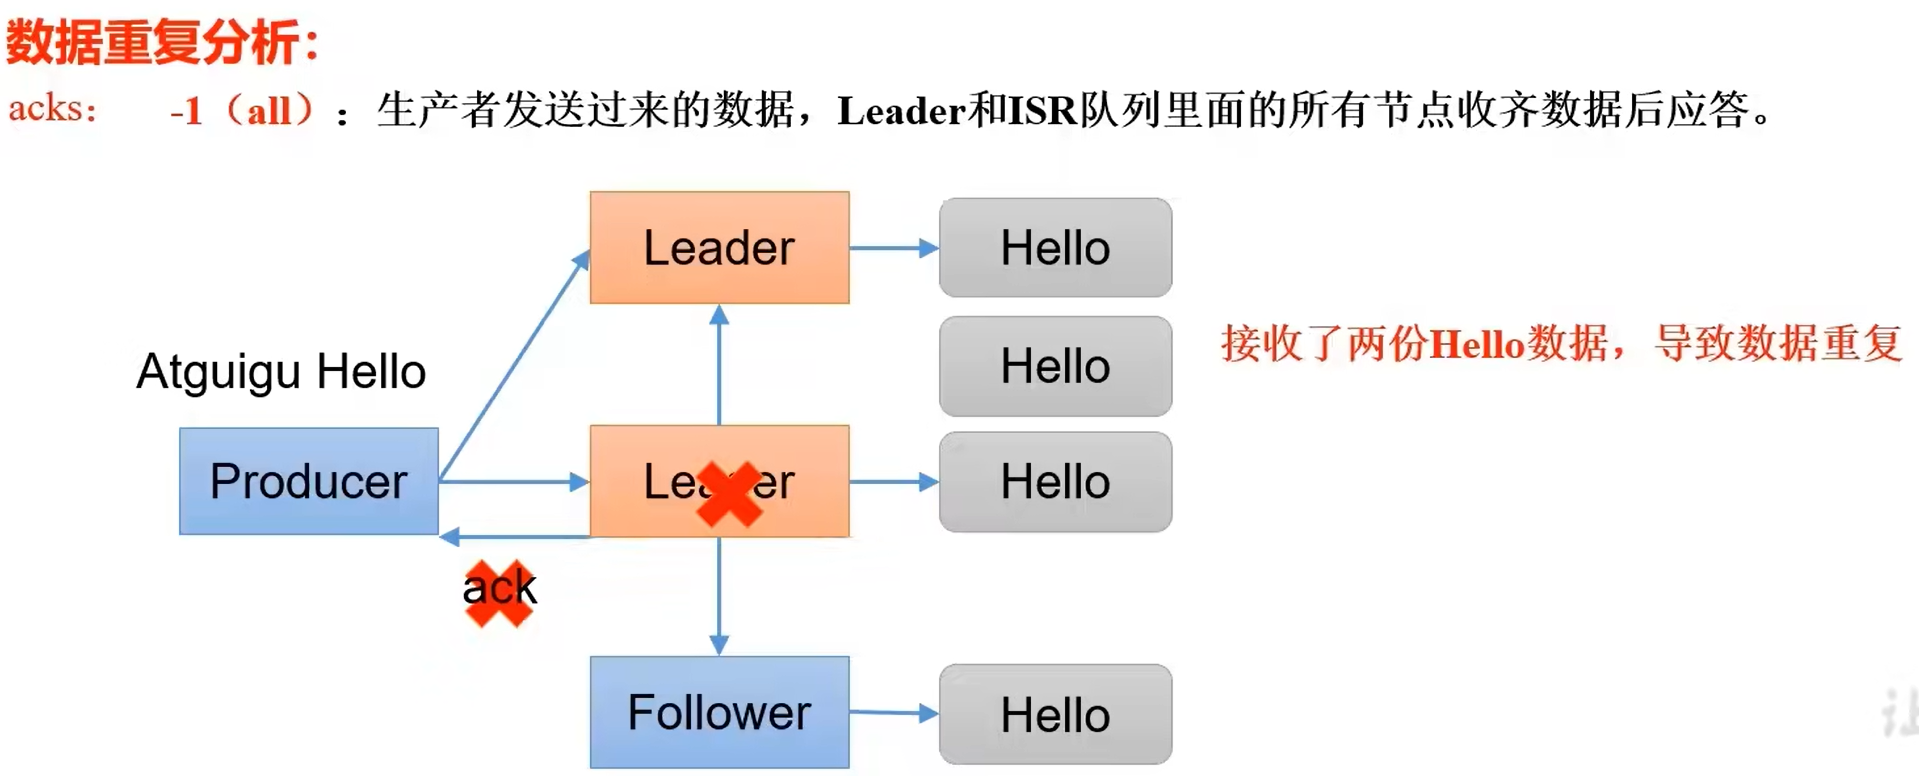 数据重复分析：
acks： -1（all）：生产者发送过来的数据，Leader和ISR队列里面的所有节点收齐数据后应答。
Leader
Hello
Hello
接收了两份Hello数据，导致数据重复
Atguigu Hello
Producer
Leader
Hello
ack
Follower
Hello
让